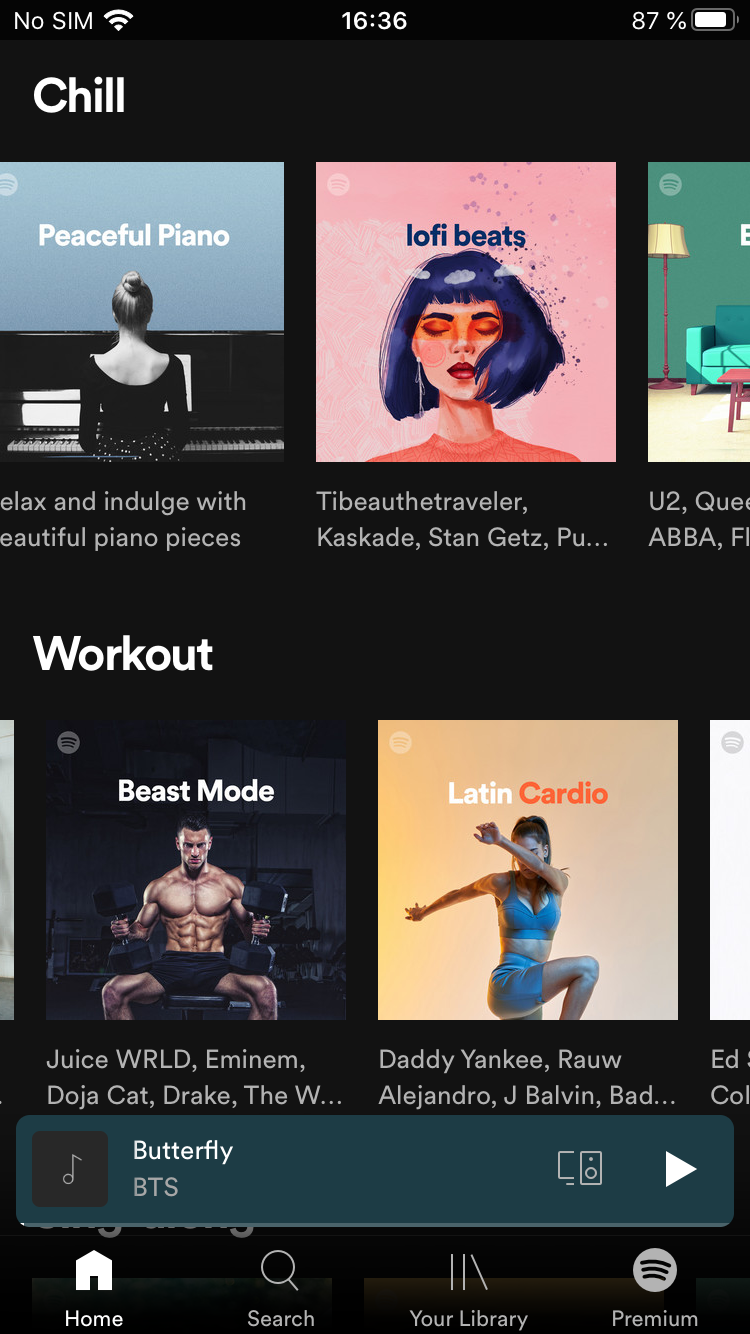 No SIM 16:36 87 %
Chill
Peaceful Piano
lofi beats
elax and indulge with
eautiful piano pieces
Tibeauthetraveler,
Kaskade, Stan Getz, Pu...
U2, Quee
ABBA, Fl
Workout
Beast Mode
Latin Cardio
Juice WRLD, Eminem,
Doja Cat, Drake, The W...
Daddy Yankee, Rauw
Alejandro, J Balvin, Bad...
Ed
Col
Butterfly
BTS
Home Search Your Library Premium